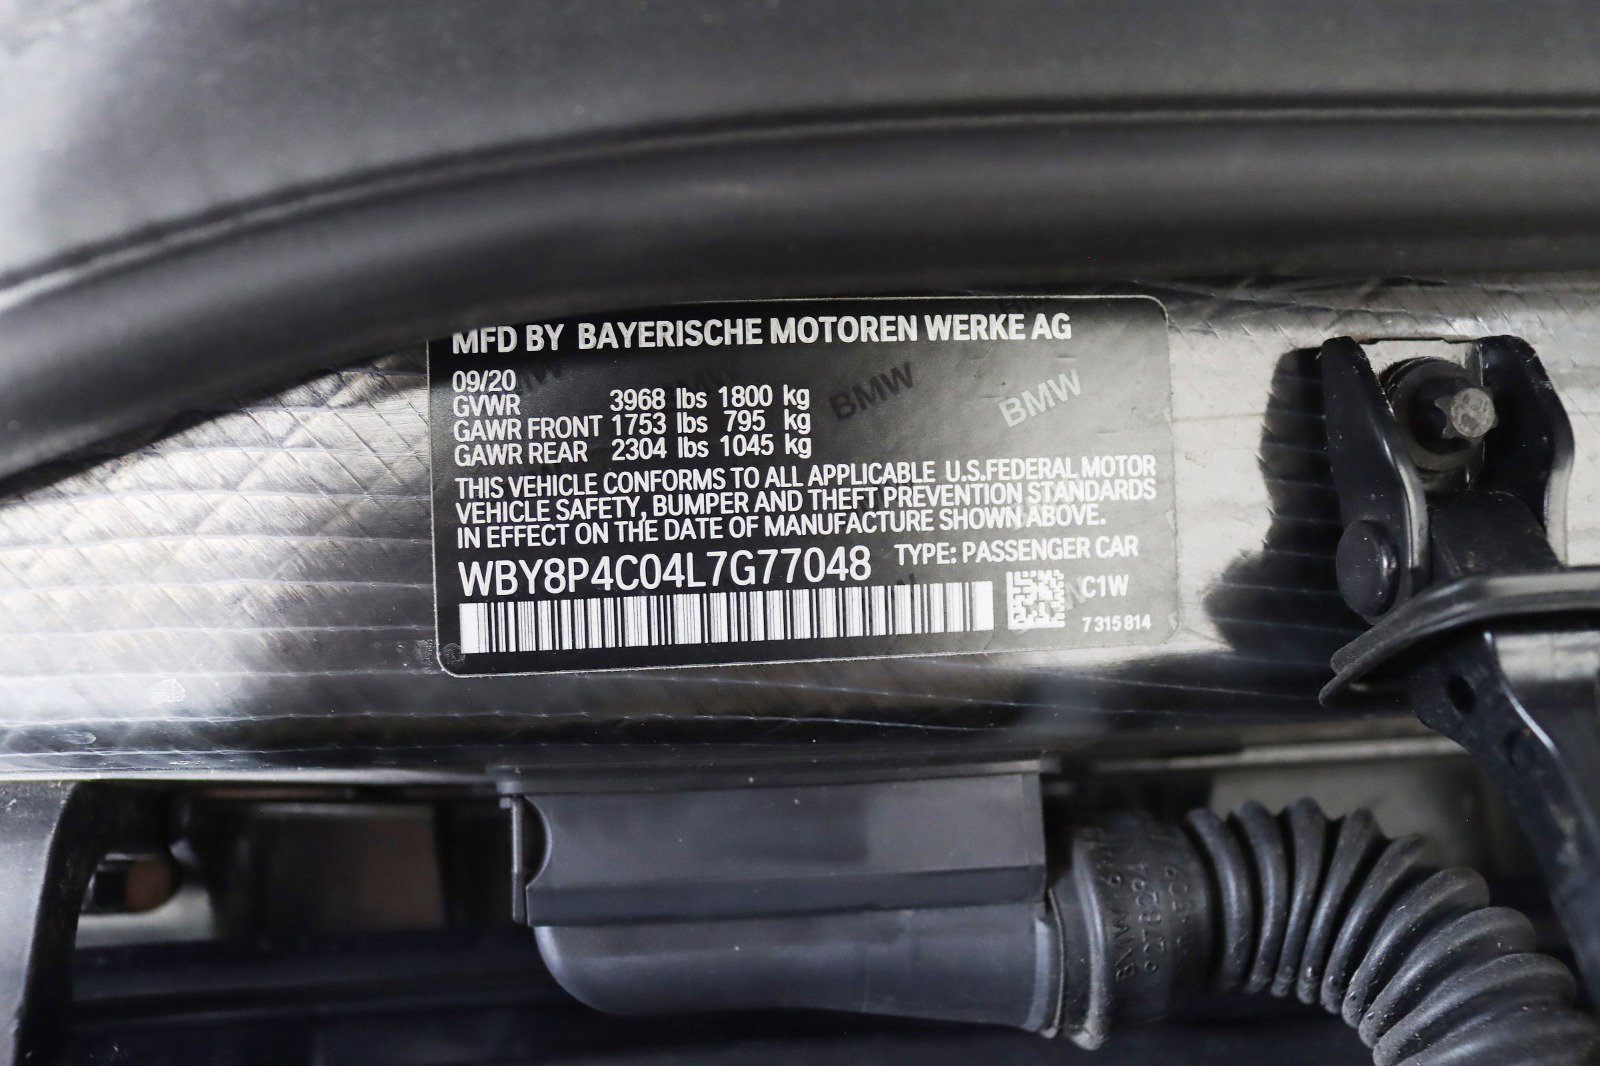 MFD BY BAYERISCHE MOTOREN WERKE AG
09/20
GVWR 3968 lbs 1800 kg
GAWR FRONT 1753 lbs 795 kg
GAWR REAR 2304 lbs 1045 kg
THIS VEHICLE CONFORMS TO ALL APPLICABLE U.S.FEDERAL MOTOR
VEHICLE SAFETY, BUMPER AND THEFT PREVENTION STANDARDS
IN EFFECT ON THE DATE OF MANUFACTURE SHOWN ABOVE.
WBY8P4C04L7G77048 TYPE: PASSENGER CAR
C1W
7 315 814
BMW
BMW
BMW